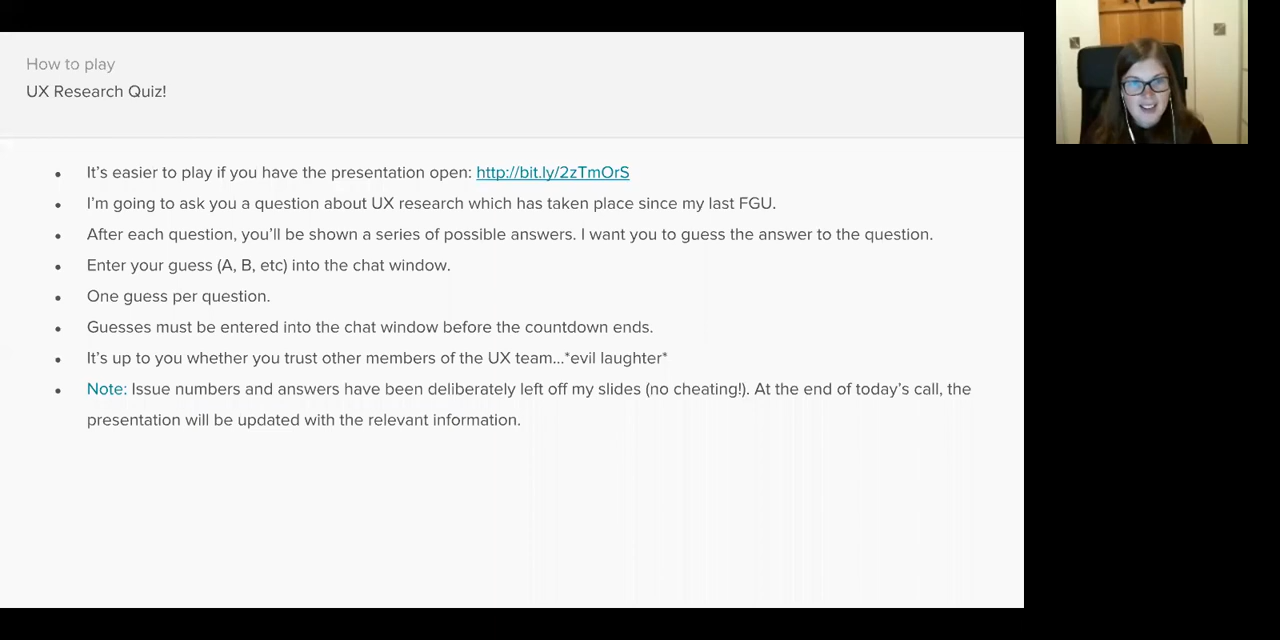 How to play
UX Research Quiz!
• It’s easier to play if you have the presentation open: http://bit.ly/2zTmOrS
• I’m going to ask you a question about UX research which has taken place since my last FGU.
• After each question, you’ll be shown a series of possible answers. I want you to guess the answer to the question.
• Enter your guess (A, B, etc) into the chat window.
• One guess per question.
• Guesses must be entered into the chat window before the countdown ends.
• It’s up to you whether you trust other members of the UX team...*evil laughter*
• Note: Issue numbers and answers have been deliberately left off my slides (no cheating!). At the end of today’s call, the
presentation will be updated with the relevant information.